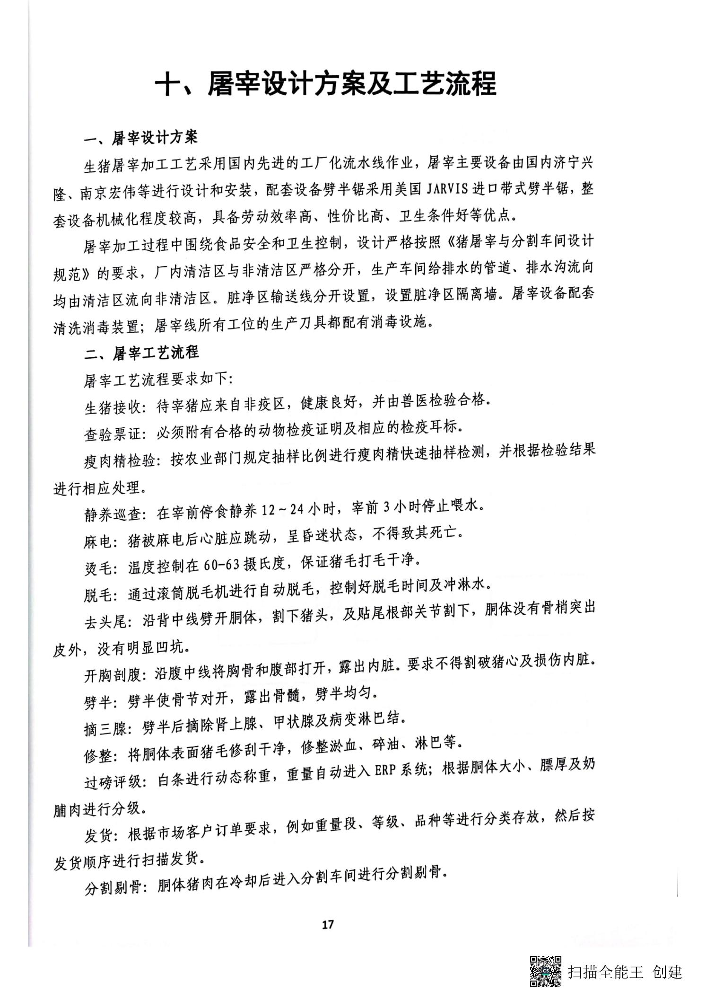 十、屠宰设计方案及工艺流程
一、屠宰设计方案
生猪屠宰加工工艺采用国内先进的工厂化流水线作业，屠宰主要设备由国内济宁兴
隆、南京宏伟等进行设计和安装，配套设备劈半锯采用美国 JARVIS 进口带式劈半锯，整
套设备机械化程度较高，具备劳动效率高、性价比高、卫生条件好等优点。
屠宰加工过程中围绕食品安全和卫生控制，设计严格按照《猪屠宰与分割车间设计
规范》的要求，厂内清洁区与非清洁区严格分开，生产车间给排水的管道、排水沟流向
均由清洁区流向非清洁区。脏净区输送线分开设置，设置脏净区隔离墙。屠宰设备配套
清洗消毒装置；屠宰线所有工位的生产刀具都配有消毒设施。
二、屠宰工艺流程
屠宰工艺流程要求如下：
生猪接收：待宰猪应来自非疫区，健康良好，并由兽医检验合格。
查验票证：必须附有合格的动物检疫证明及相应的检疫耳标。
瘦肉精检验：按农业部门规定抽样比例进行瘦肉精快速抽样检测，并根据检验结果
进行相应处理。
静养巡查：在宰前停食静养 12～24 小时，宰前 3 小时停止喂水。
麻电：猪被麻电后心脏应跳动，呈昏迷状态，不得致其死亡。
烫毛：温度控制在 60-63 摄氏度，保证猪毛打毛干净。
脱毛：通过滚筒脱毛机进行自动脱毛，控制好脱毛时间及冲淋水。
去头尾：沿背中线劈开胴体，割下猪头，及贴尾根部关节割下，胴体没有骨梢突出
皮外，没有明显凹坑。
开胸剖腹：沿腹中线将胸骨和腹部打开，露出内脏。要求不得割破猪心及损伤内脏。
劈半：劈半使骨节对开，露出骨髓，劈半均匀。
摘三腺：劈半后摘除肾上腺、甲状腺及病变淋巴结。
修整：将胴体表面猪毛修刮干净，修整淤血、碎油、淋巴等。
过磅评级：白条进行动态称重，重量自动进入 ERP 系统；根据胴体大小、膘厚及奶
脯肉进行分级。
发货：根据市场客户订单要求，例如重量段、等级、品种等进行分类存放，然后按
发货顺序进行扫描发货。
分割剔骨：胴体猪肉在冷却后进入分割车间进行分割剔骨。
17
CS
扫描全能王 创建